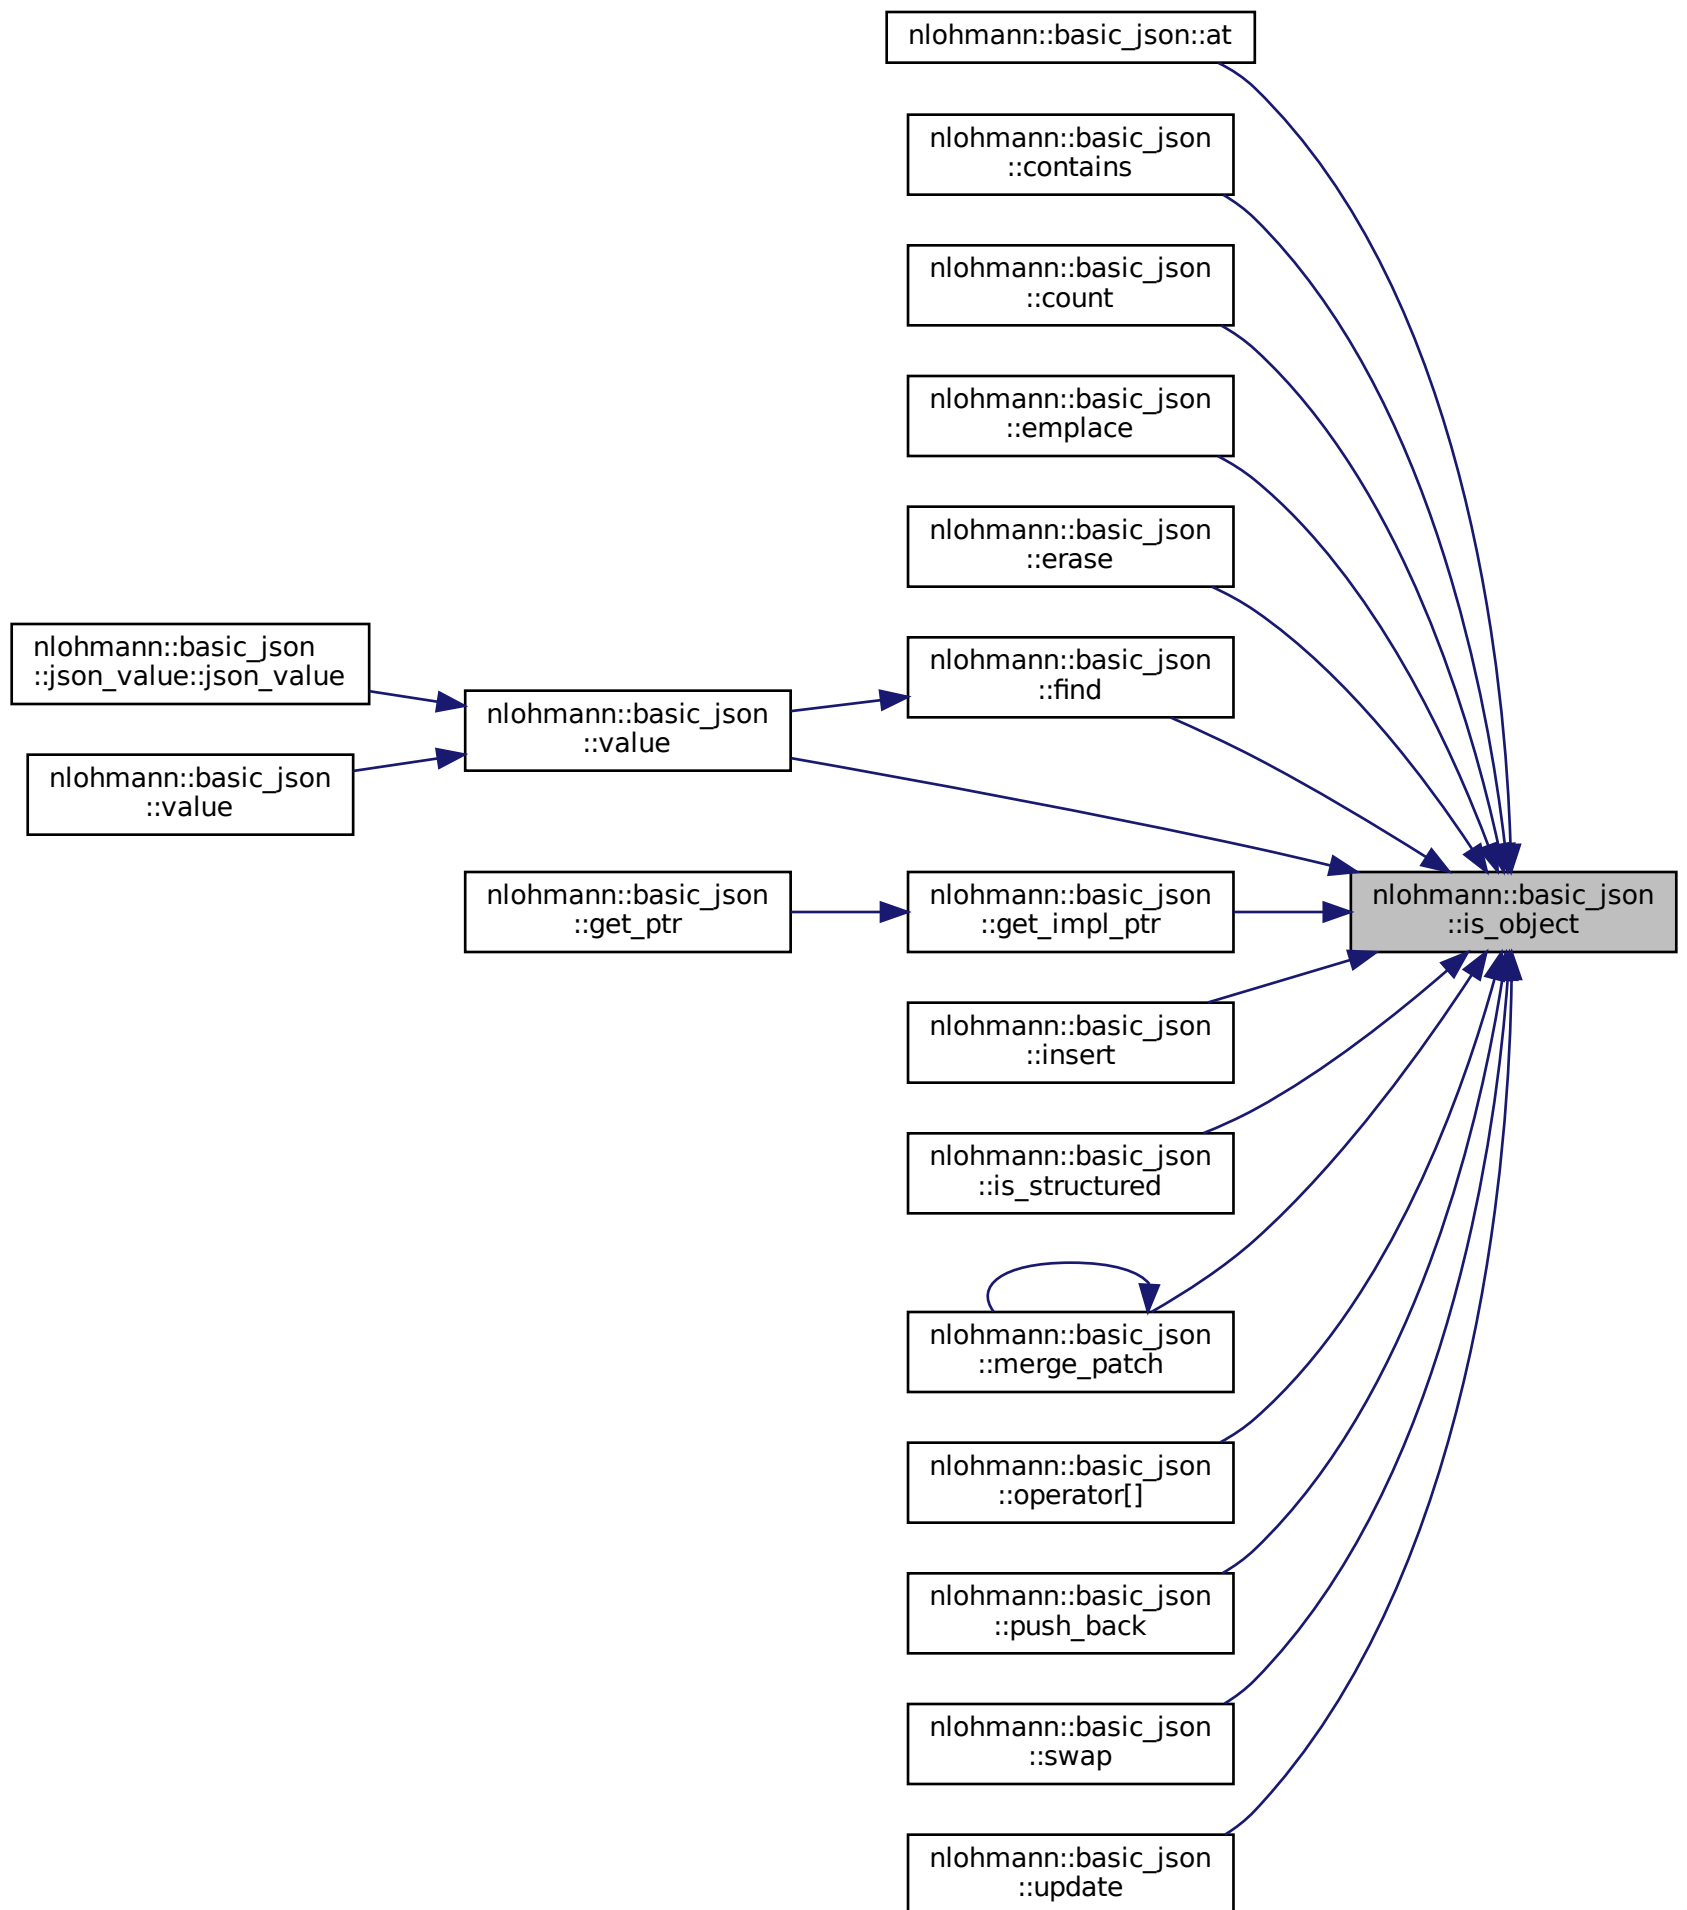 nlohmann::basic_json::at
nlohmann::basic_json
::contains
nlohmann::basic_json
::count
nlohmann::basic_json
::emplace
nlohmann::basic_json
::erase
nlohmann::basic_json
::find
nlohmann::basic_json
::json_value::json_value
nlohmann::basic_json
::value
nlohmann::basic_json
::value
nlohmann::basic_json
::get_ptr
nlohmann::basic_json
::get_impl_ptr
nlohmann::basic_json
::is_object
nlohmann::basic_json
::insert
nlohmann::basic_json
::is_structured
nlohmann::basic_json
::merge_patch
nlohmann::basic_json
::operator[]
nlohmann::basic_json
::push_back
nlohmann::basic_json
::swap
nlohmann::basic_json
::update